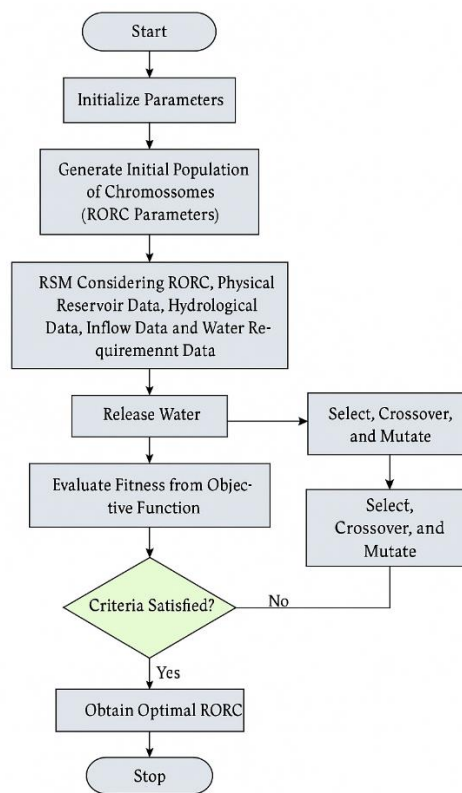 Start
Initialize Parameters
Generate Initial Population
of Chromossomes
(RORC Parameters)
RSM Considering RORC, Physical
Reservoir Data, Hydrological
Data, Inflow Data and Water Re-
quiremennt Data
Release Water
Select, Crossover,
and Mutate
Evaluate Fitness from Objec-
tive Function
Select,
Crossover, and
Mutate
Criteria Satisfied?
No
Yes
Obtain Optimal RORC
Stop